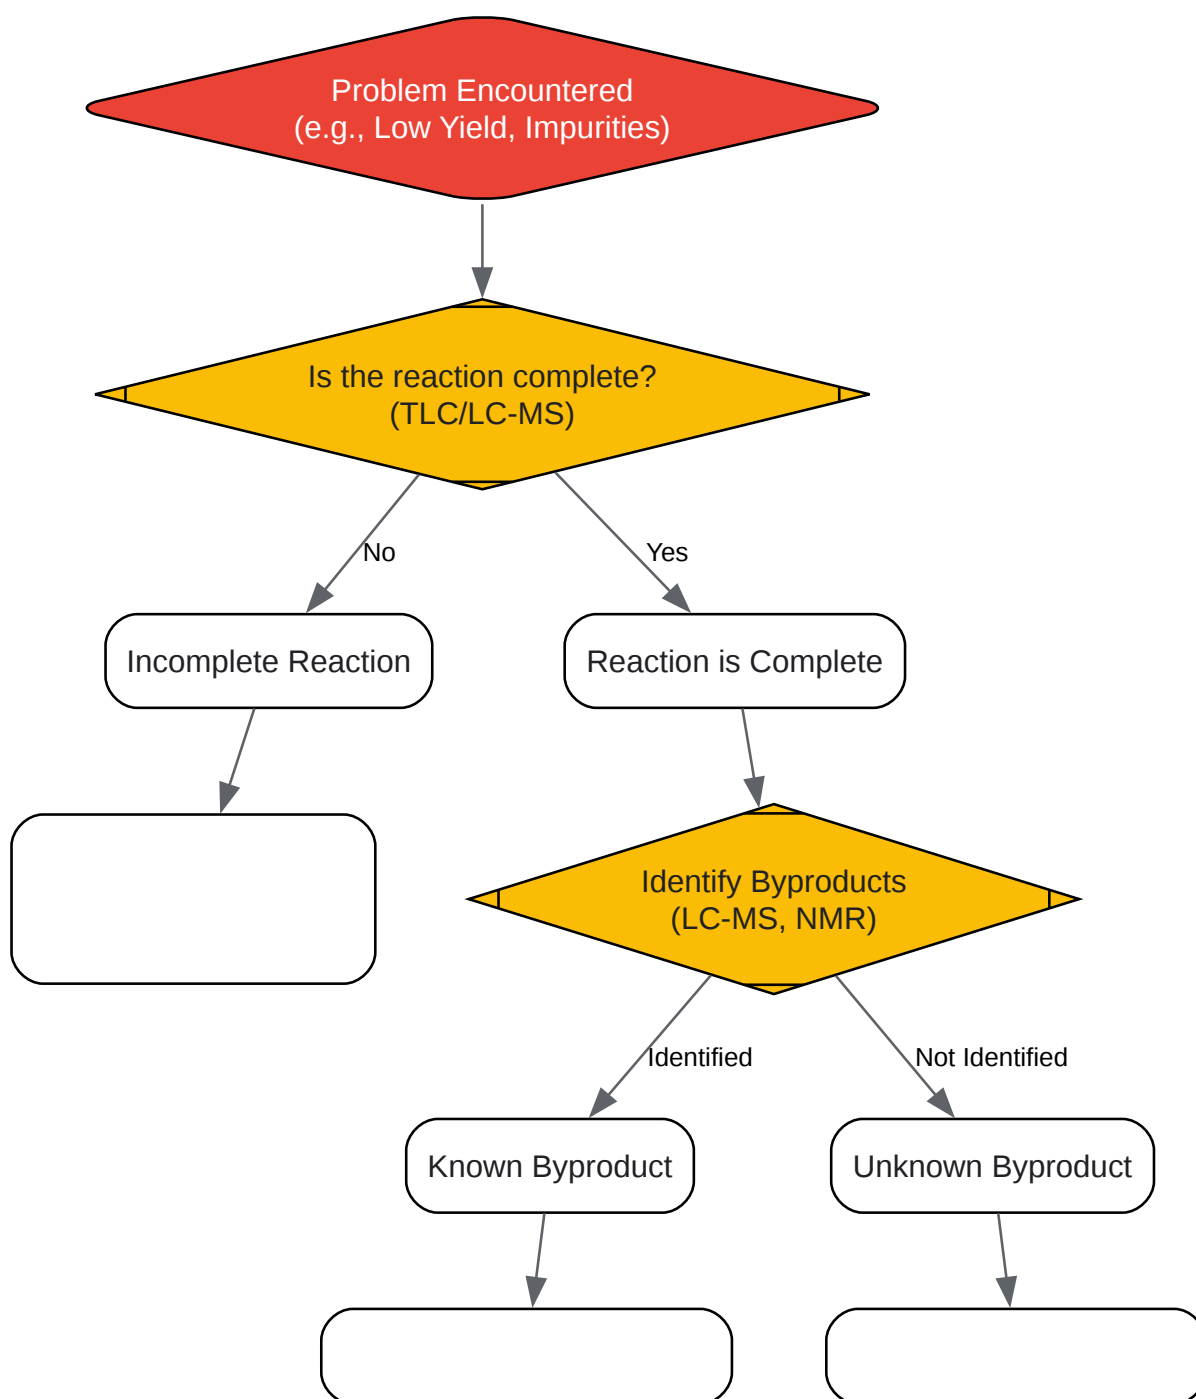 Problem Encountered
(e.g., Low Yield, Impurities)
Is the reaction complete?
(TLC/LC-MS)
No
Yes
Incomplete Reaction
Reaction is Complete
Identify Byproducts
(LC-MS, NMR)
Identified
Not Identified
Known Byproduct
Unknown Byproduct